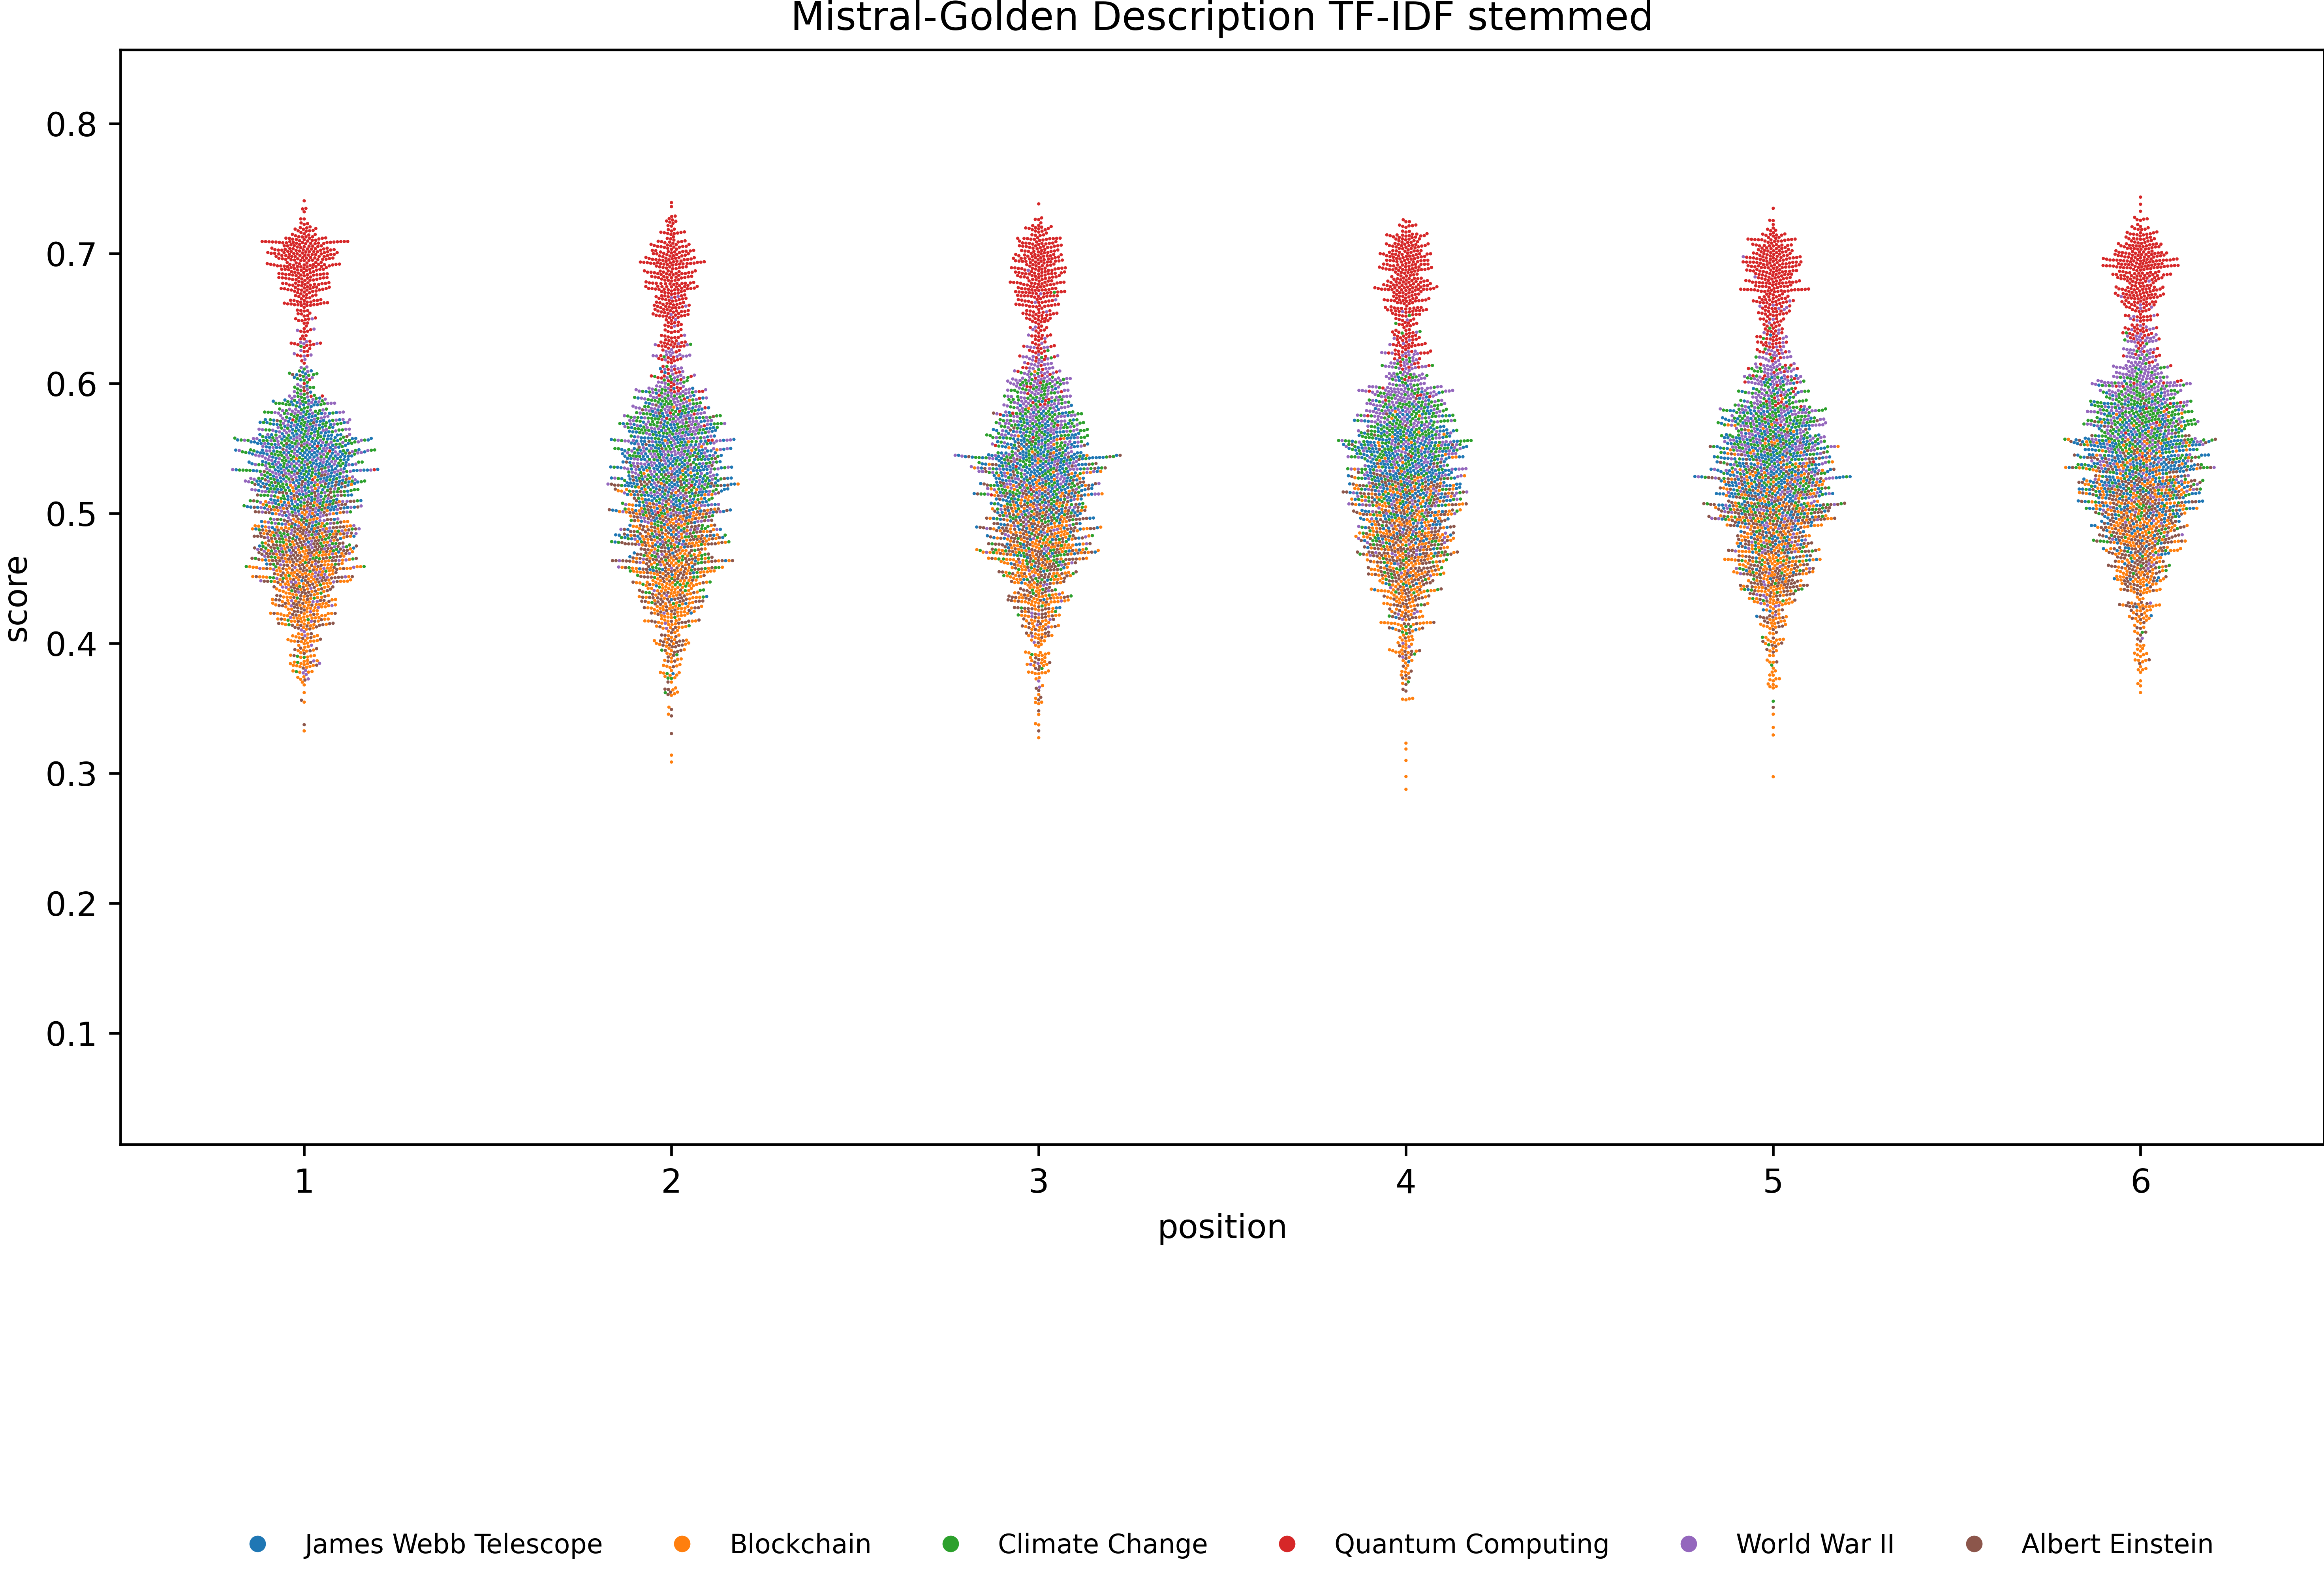 Mistral-Golden Description TF-IDF stemmed
score
0.8
0.7
0.6
0.5
0.4
0.3
0.2
0.1
1 2 3 4 5 6
position
James Webb Telescope Blockchain Climate Change Quantum Computing World War II Albert Einstein